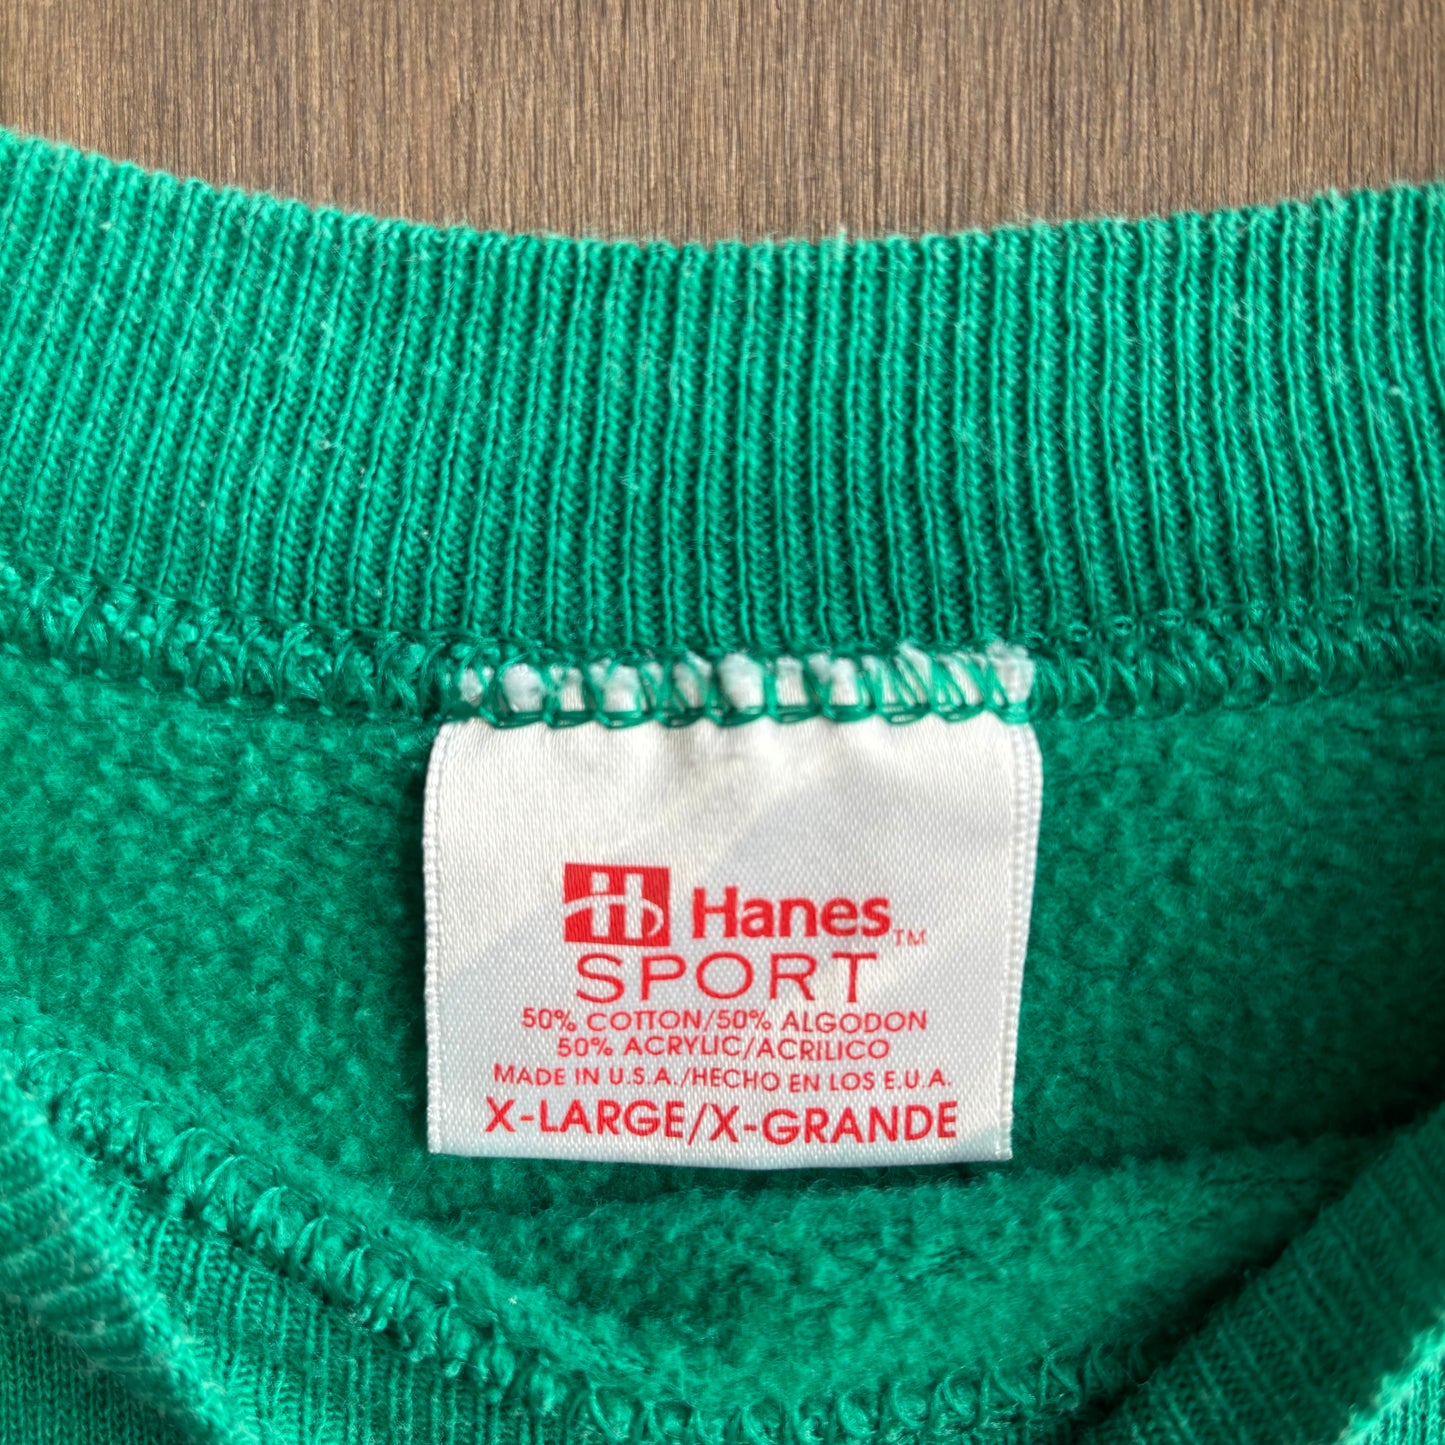 H Hanes™
SPORT
50% COTTON/50% ALGODON
50% ACRYLIC/ACRILICO
MADE IN U.S.A./HECHO EN LOS E.U.A.
X-LARGE/X-GRANDE